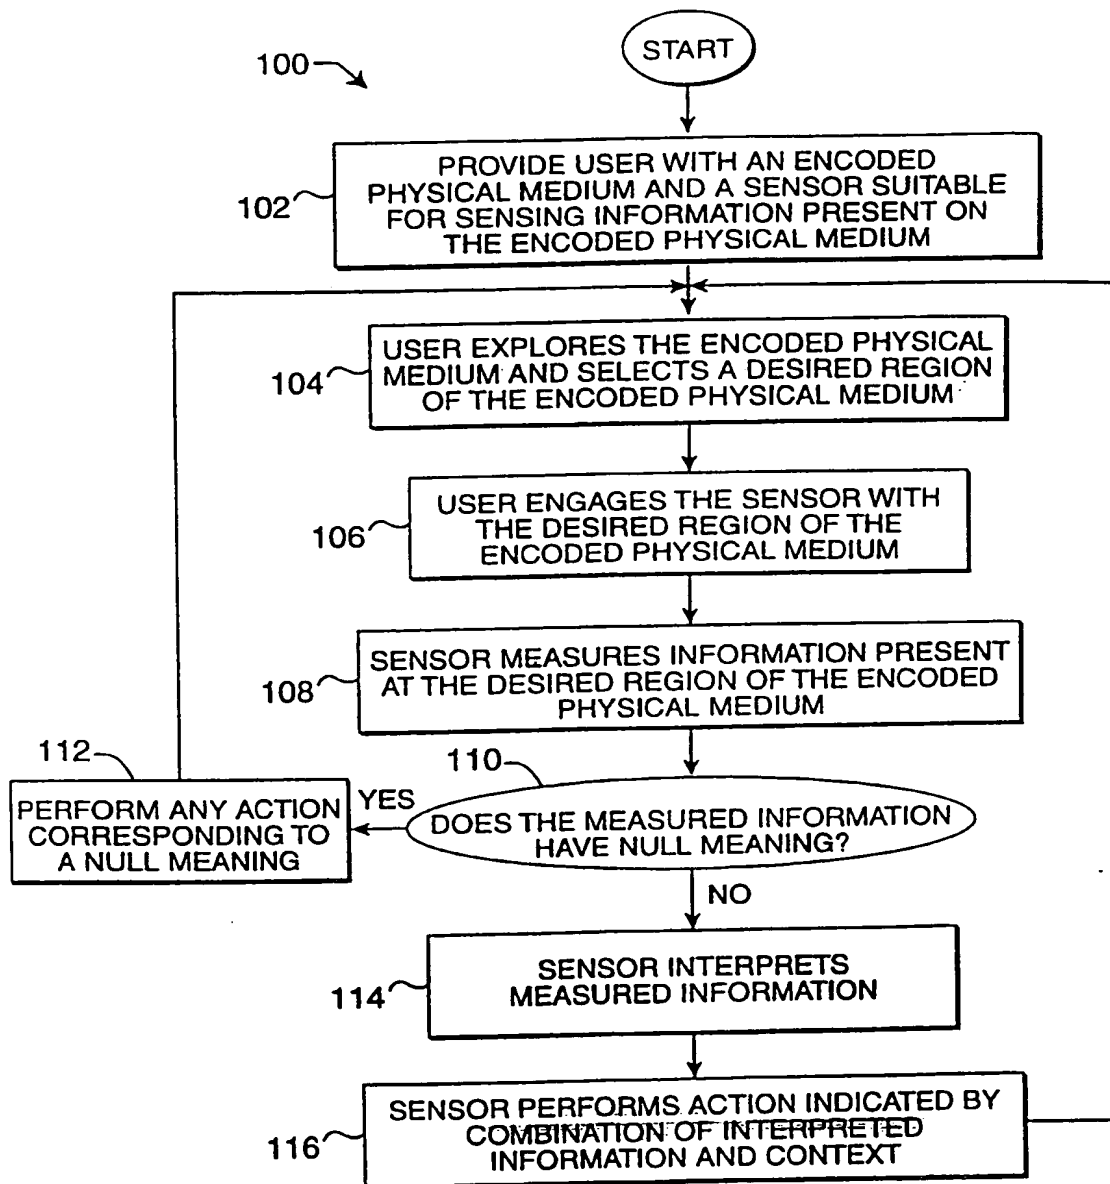 START
100
PROVIDE USER WITH AN ENCODED
PHYSICAL MEDIUM AND A SENSOR SUITABLE
FOR SENSING INFORMATION PRESENT ON
THE ENCODED PHYSICAL MEDIUM
102
USER EXPLORES THE ENCODED PHYSICAL
MEDIUM AND SELECTS A DESIRED REGION
OF THE ENCODED PHYSICAL MEDIUM
104
USER ENGAGES THE SENSOR WITH
THE DESIRED REGION OF THE
ENCODED PHYSICAL MEDIUM
106
SENSOR MEASURES INFORMATION PRESENT
AT THE DESIRED REGION OF THE ENCODED
PHYSICAL MEDIUM
108
112
110
PERFORM ANY ACTION
CORRESPONDING TO
A NULL MEANING
YES
DOES THE MEASURED INFORMATION
HAVE NULL MEANING?
NO
SENSOR INTERPRETS
MEASURED INFORMATION
114
SENSOR PERFORMS ACTION INDICATED BY
COMBINATION OF INTERPRETED
INFORMATION AND CONTEXT
116